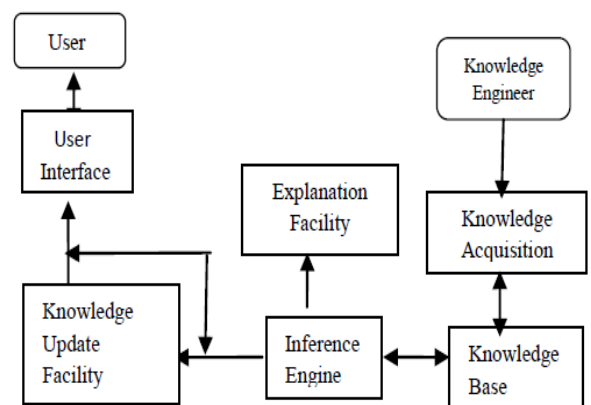 User
Knowledge
Engineer
User
Interface
Explanation
Facility
Knowledge
Acquisition
Knowledge
Update
Facility
Inference
Engine
Knowledge
Base